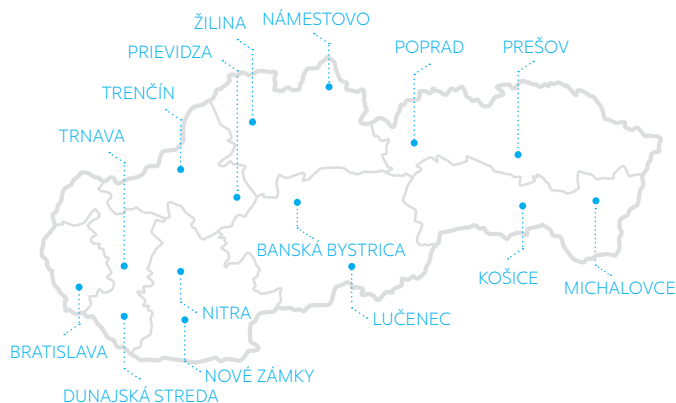 ŽILINA
NÁMESTOVO
PRIEVIDZA
POPRAD
PREŠOV
TRENČÍN
TRNAVA
BANSKÁ BYSTRICA
KOŠICE
MICHALOVCE
NITRA
LUČENEC
BRATISLAVA
NOVÉ ZÁMKY
DUNAJSKÁ STREDA